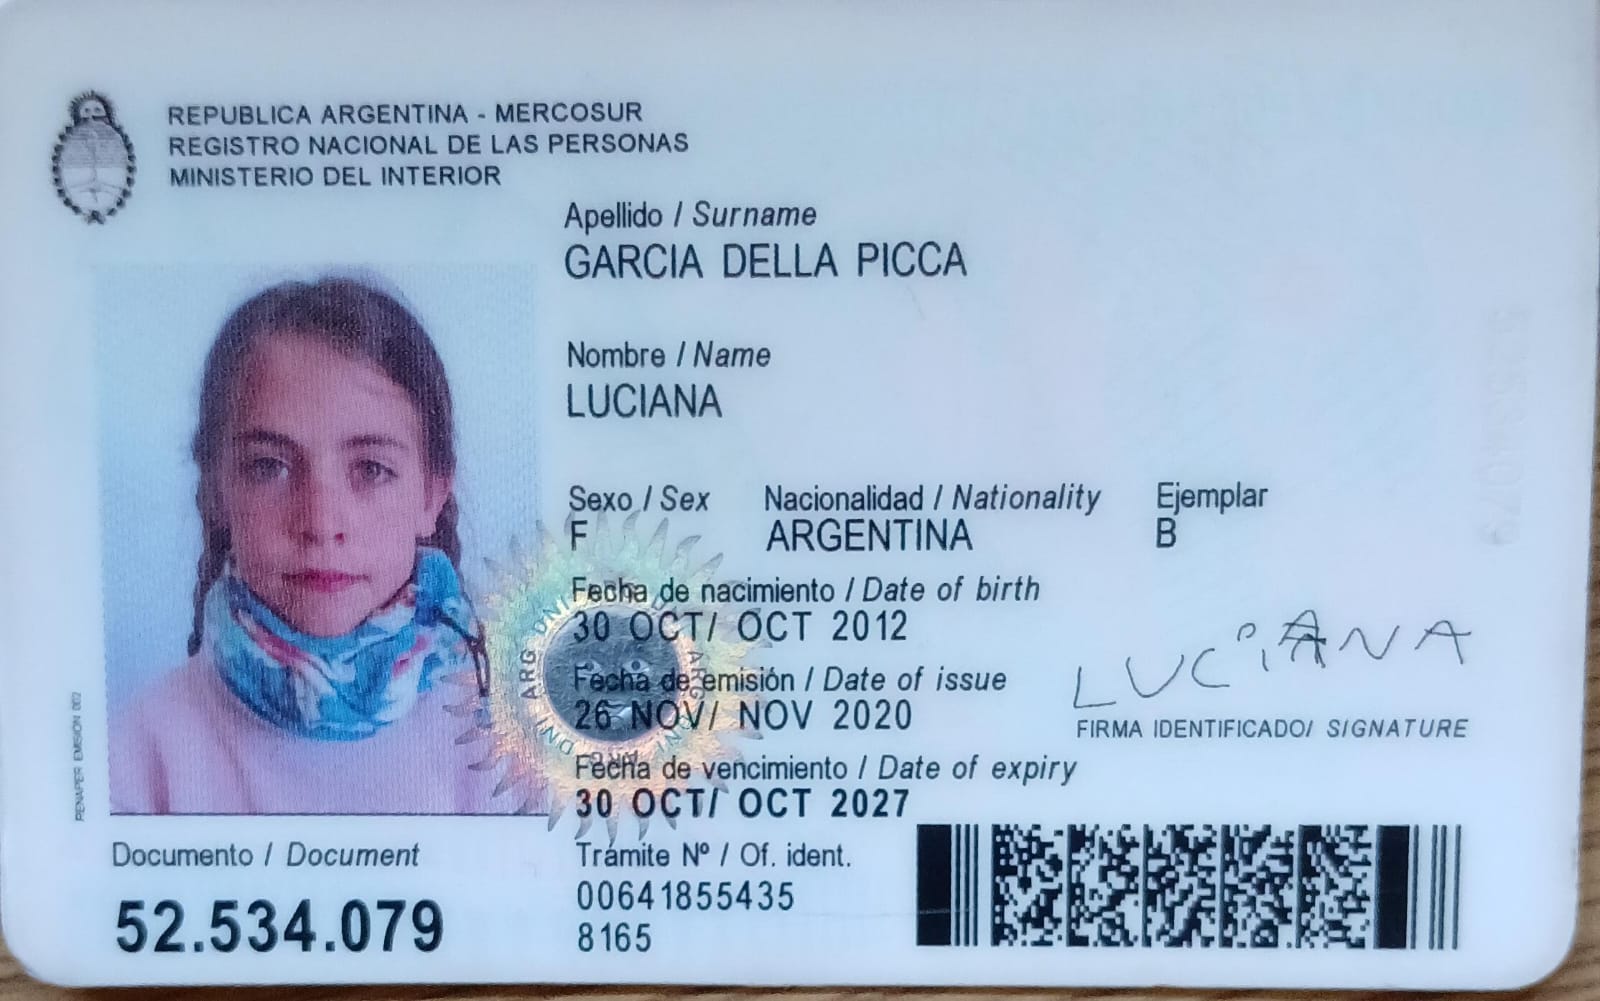 REPUBLICA ARGENTINA - MERCOSUR
REGISTRO NACIONAL DE LAS PERSONAS
MINISTERIO DEL INTERIOR
Apellido / Surname
GARCIA DELLA PICCA
Nombre / Name
LUCIANA
Sexo / Sex Nacionalidad / Nationality Ejemplar
F ARGENTINA B
Fecha de nacimiento / Date of birth
30 OCT/ OCT 2012
Fecha de emisión / Date of issue
26 NOV/ NOV 2020
LUCIANA
FIRMA IDENTIFICADO/ SIGNATURE
Fecha de vencimiento / Date of expiry
30 OCT/ OCT 2027
Documento / Document
52.534.079
Trámite Nº / Of. ident.
00641855435
8165